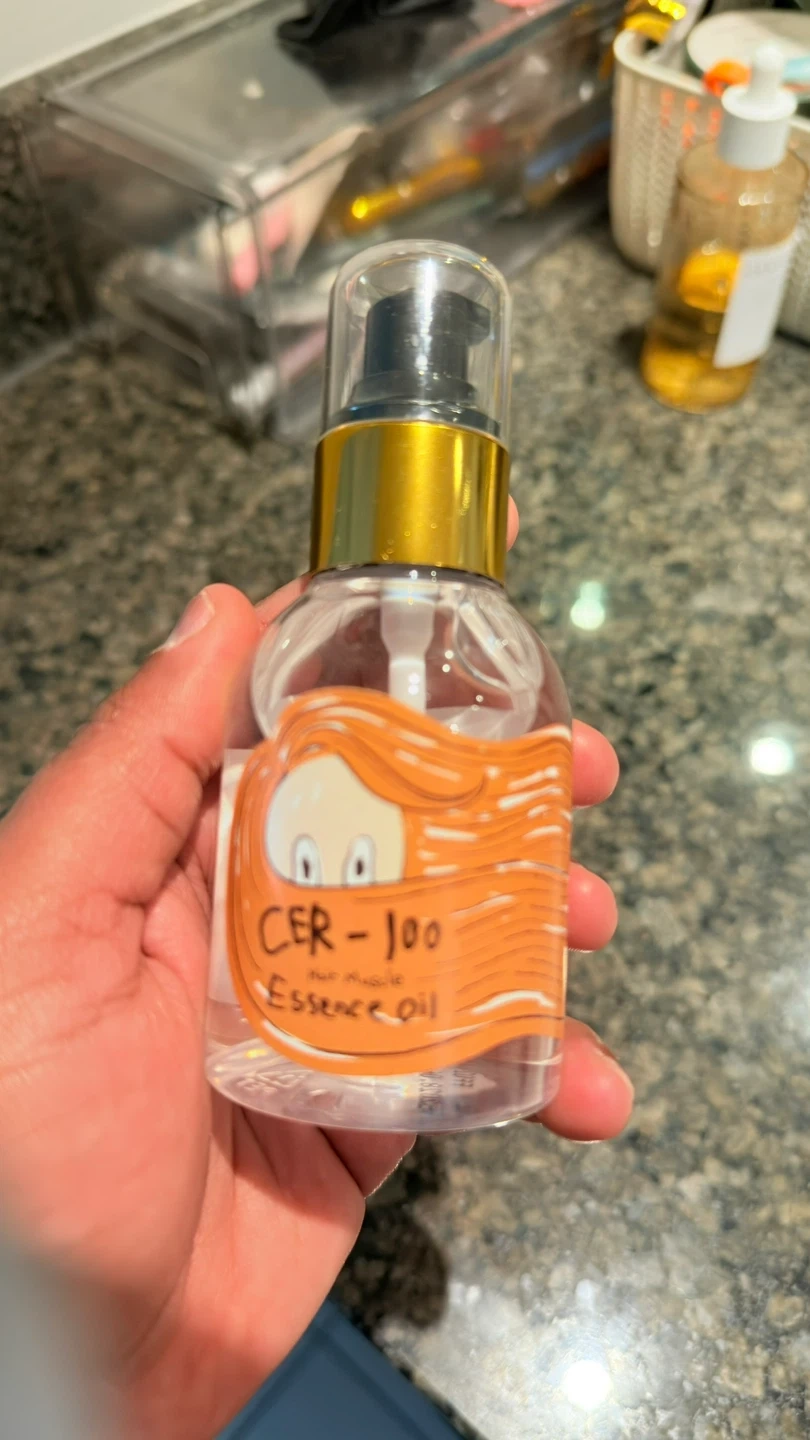 CER-100
Hair Muscle
Essence oil